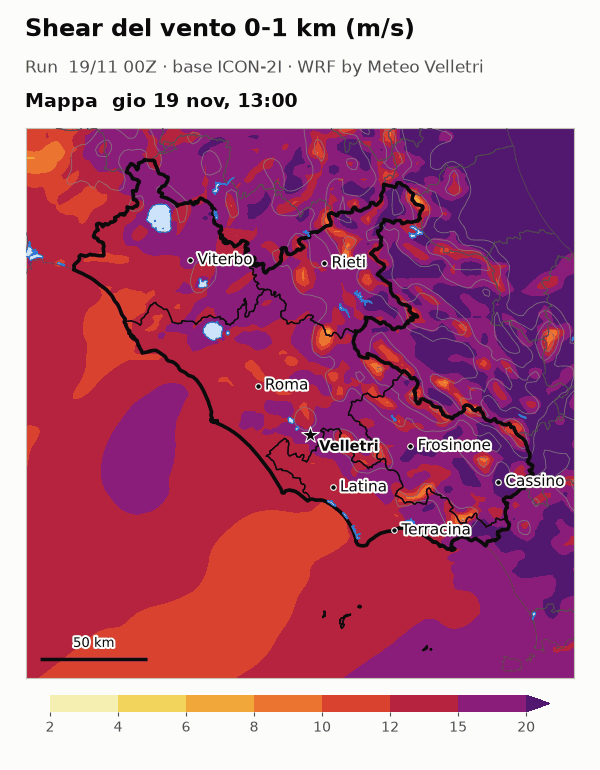 Shear del vento 0-1 km (m/s)
Run  19/11 00Z · base ICON-2I · WRF by Meteo Velletri
Mappa  gio 19 nov, 13:00
Viterbo
Rieti
Roma
Velletri
Frosinone
Cassino
Latina
Terracina
50 km
2 4 6 8 10 12 15 20